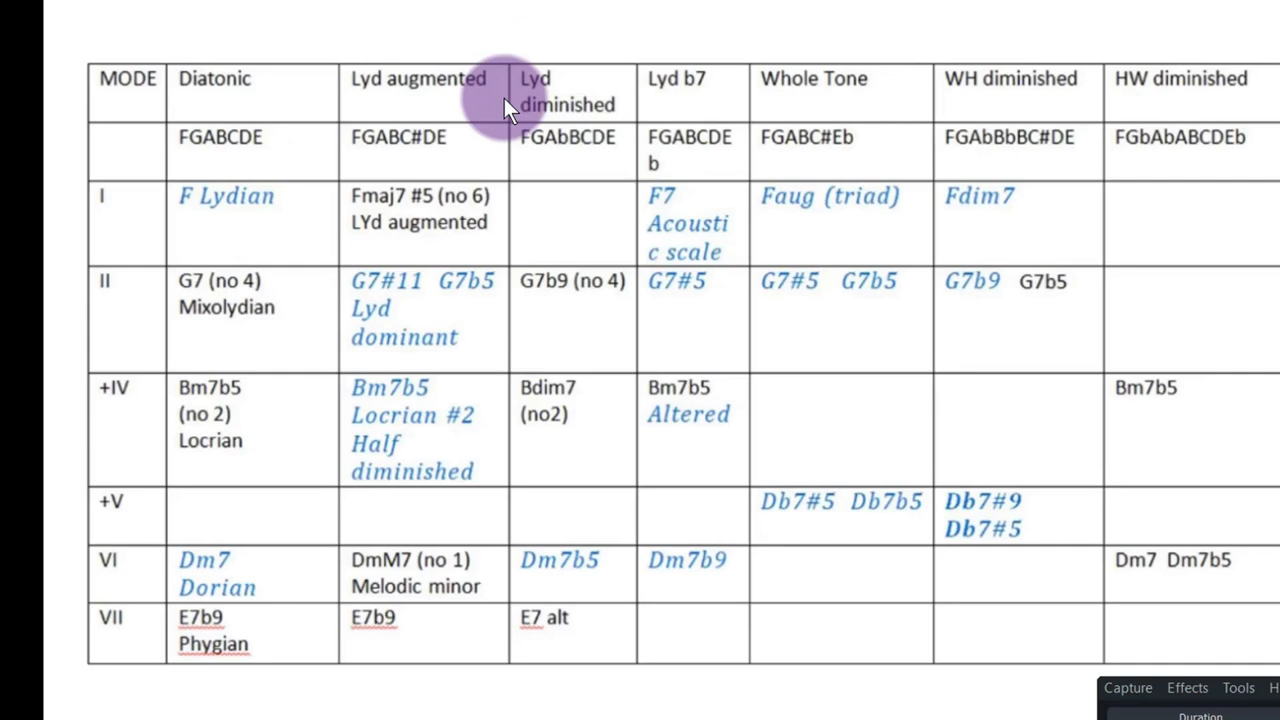 MODE Diatonic Lyd augmented Lyd Lyd b7 Whole Tone WH diminished HW diminished
diminished
FGABCDE FGABC#DE FGAbBCDE FGABCDE FGABC#Eb FGAbBbBC#DE FGbAbABCDEb
b
I F Lydian Fmaj7 #5 (no 6) F7 Faug (triad) Fdim7
LYd augmented Acousti
c scale
II G7 (no 4) G7#11 G7b5 G7b9 (no 4) G7#5 G7#5 G7b5 G7b9 G7b5
Mixolydian Lyd
dominant
+IV Bm7b5 Bm7b5 Bdim7 Bm7b5 Bm7b5
(no 2) Locrian #2 (no2) Altered
Locrian Half
diminished
+V Db7#5 Db7b5 Db7#9
Db7#5
VI Dm7 DmM7 (no 1) Dm7b5 Dm7b9 Dm7 Dm7b5
Dorian Melodic minor
VII E7b9 E7b9 E7 alt
Phygian
Capture Effects Tools H
Duration